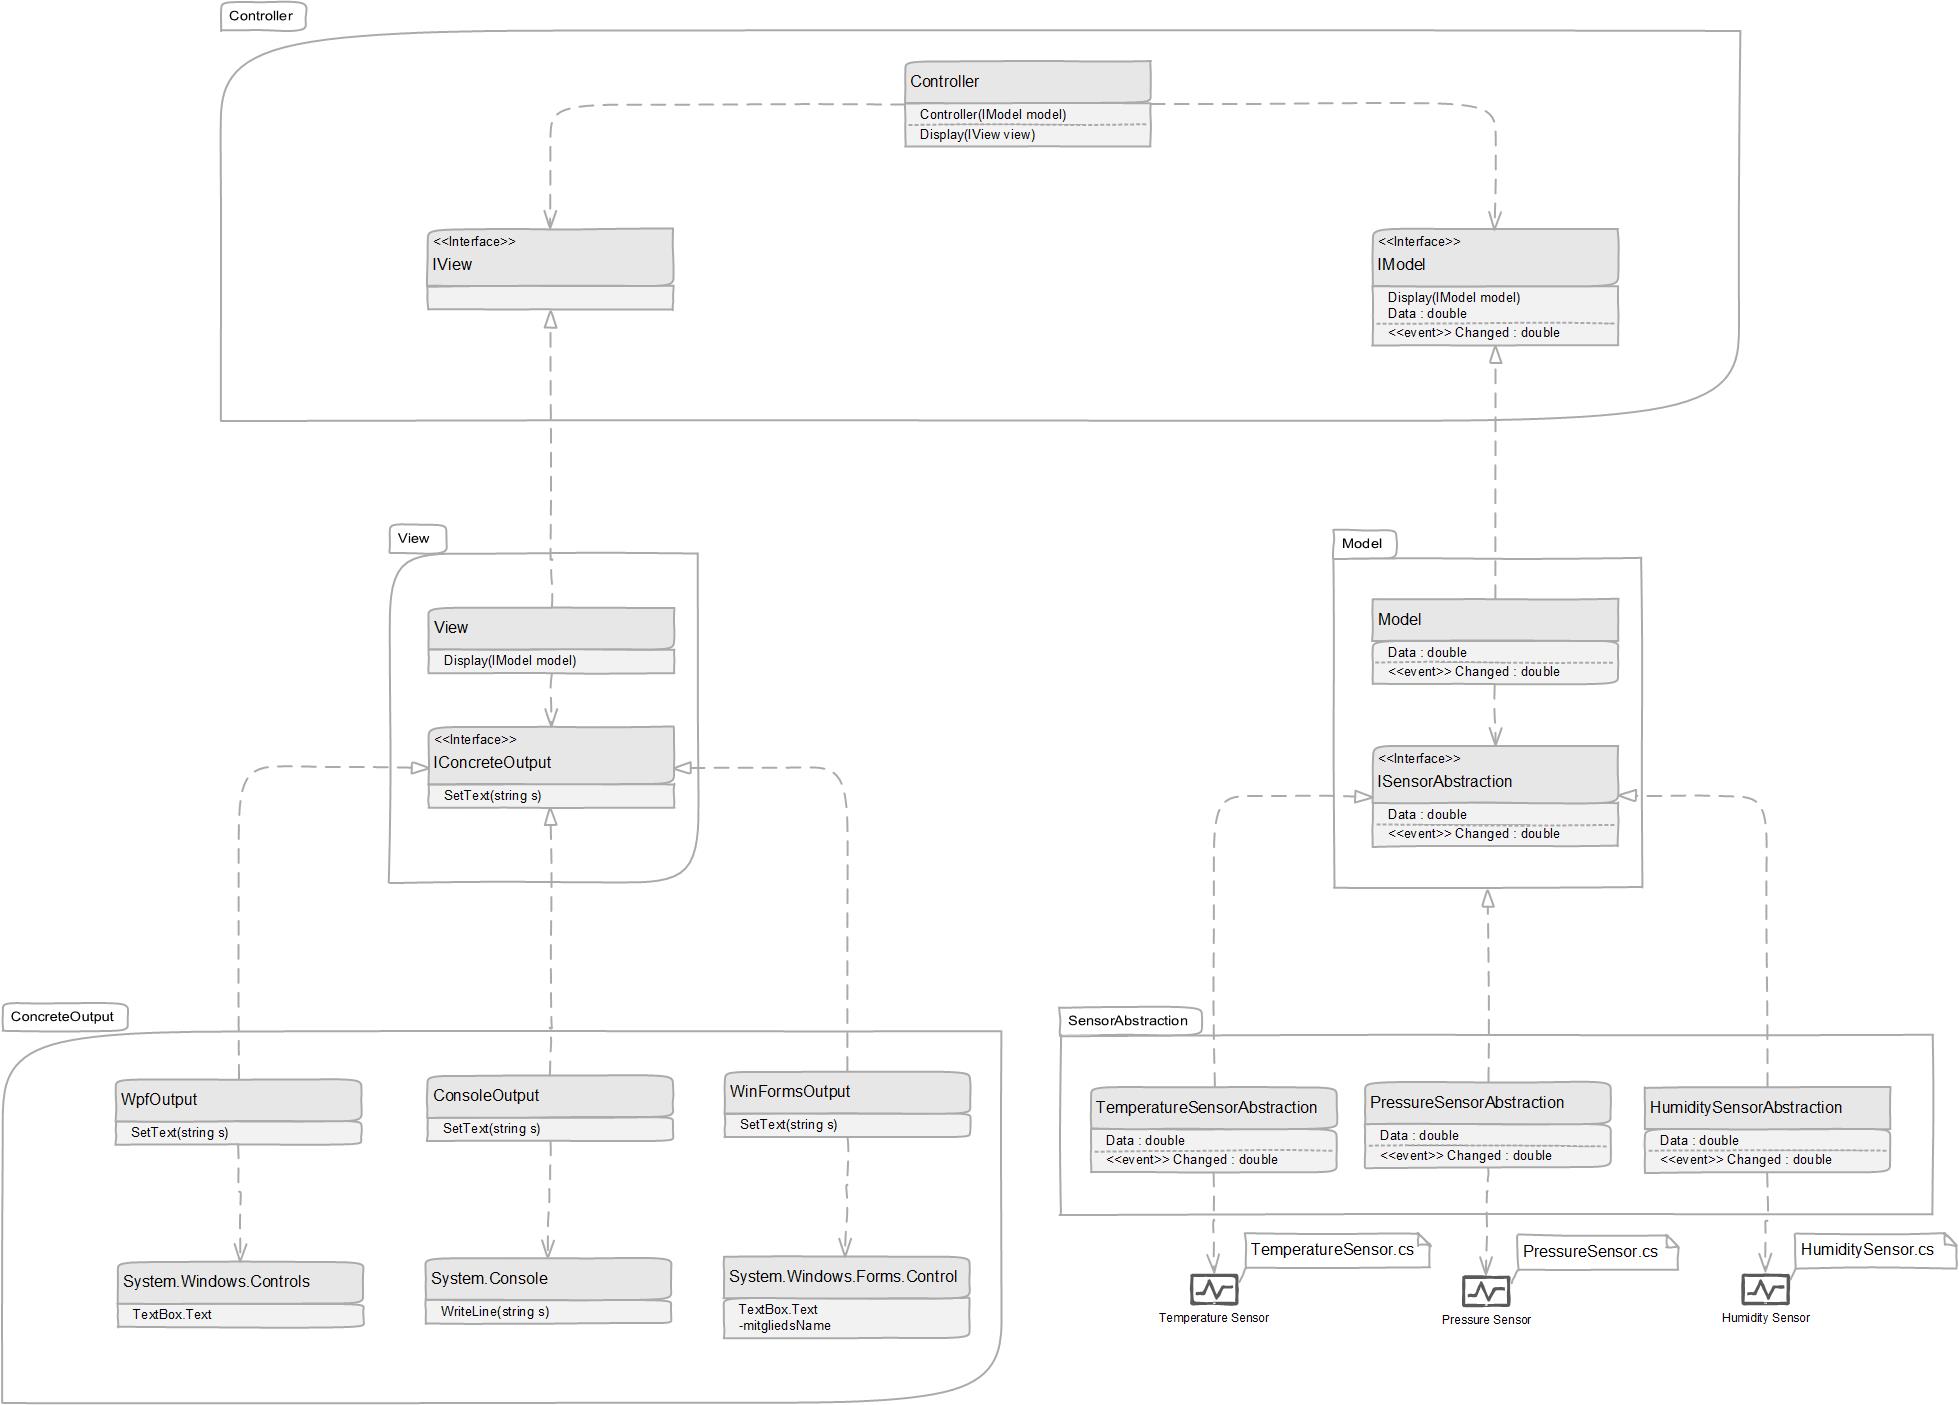 Controller
Controller
Controller(IModel model)
Display(IView view)
<<Interface>>
IView
<<Interface>>
IModel
Display(IModel model)
Data : double
<<event>> Changed : double
View
View
Display(IModel model)
<<Interface>>
IConcreteOutput
SetText(string s)
Model
Model
Data : double
<<event>> Changed : double
<<Interface>>
ISensorAbstraction
Data : double
<<event>> Changed : double
ConcreteOutput
WpfOutput
SetText(string s)
ConsoleOutput
SetText(string s)
WinFormsOutput
SetText(string s)
System.Windows.Controls
TextBox.Text
System.Console
WriteLine(string s)
System.Windows.Forms.Control
TextBox.Text
-mitgliedsName
SensorAbstraction
TemperatureSensorAbstraction
Data : double
<<event>> Changed : double
PressureSensorAbstraction
Data : double
<<event>> Changed : double
HumiditySensorAbstraction
Data : double
<<event>> Changed : double
TemperatureSensor.cs
Temperature Sensor
PressureSensor.cs
Pressure Sensor
HumiditySensor.cs
Humidity Sensor